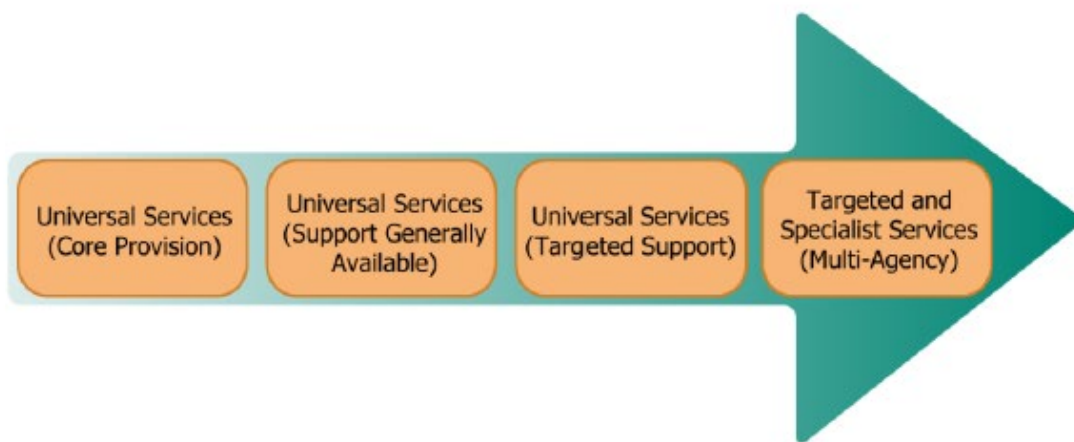 Universal Services
(Core Provision)
Universal Services
(Support Generally
Available)
Universal Services
(Targeted Support)
Targeted and
Specialist Services
(Multi-Agency)